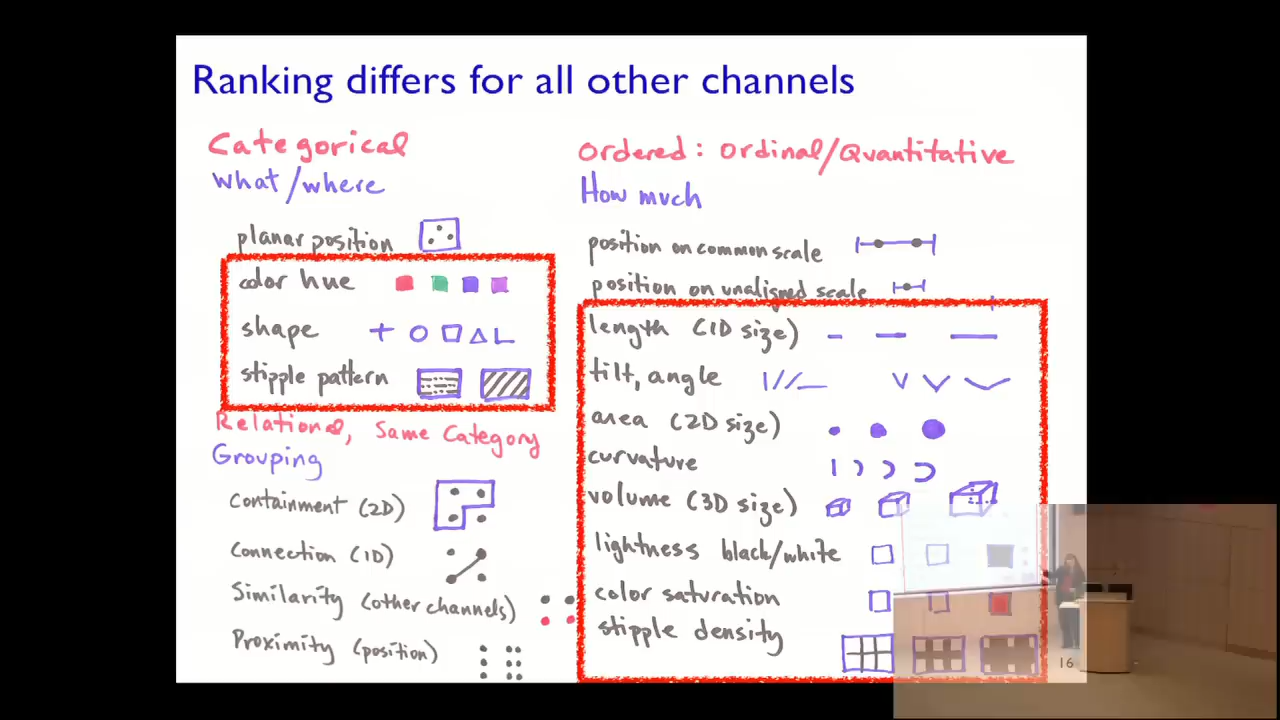 Ranking differs for all other channels
Categorical
What/where
planar position
color hue
shape
stipple pattern
Relational, Same Category
Grouping
Containment (2D)
Connection (1D)
Similarity (other channels)
Proximity (position)
Ordered: Ordinal/Quantitative
How much
position on common scale
position on unaligned scale
length (1D size)
tilt, angle
area (2D size)
curvature
volume (3D size)
lightness black/white
color saturation
stipple density
16